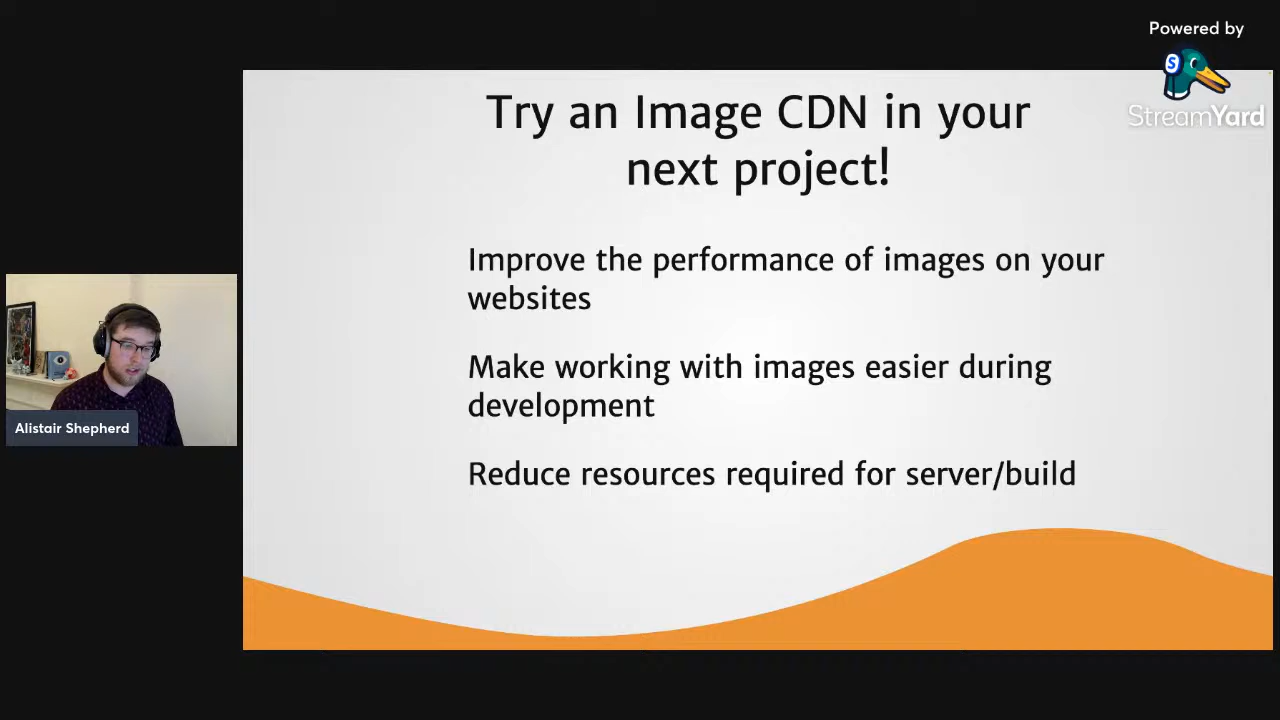 Powered by
S
StreamYard
Try an Image CDN in your
next project!
Improve the performance of images on your
websites
Make working with images easier during
development
Reduce resources required for server/build
Alistair Shepherd